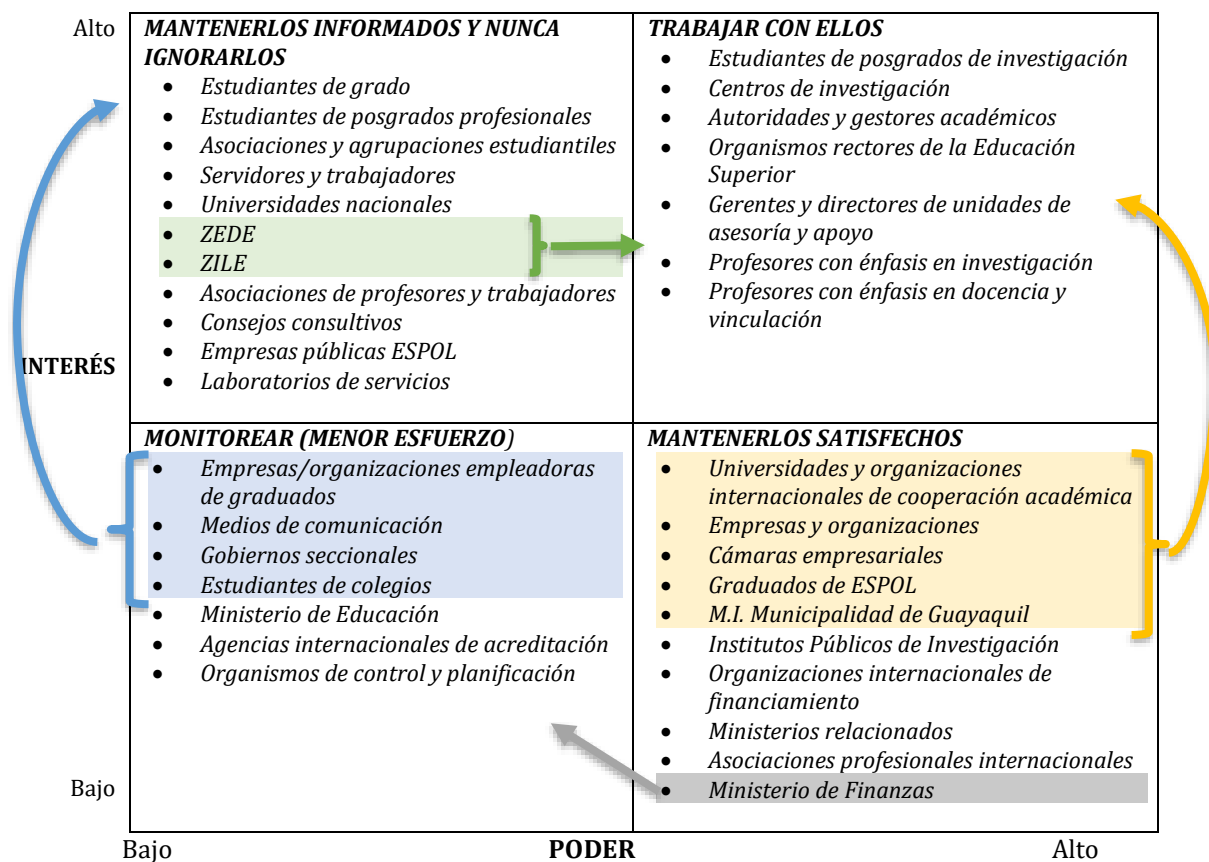 Alto
MANTENERLOS INFORMADOS Y NUNCA
IGNORARLOS
• Estudiantes de grado
• Estudiantes de posgrados profesionales
• Asociaciones y agrupaciones estudiantiles
• Servidores y trabajadores
• Universidades nacionales
• ZEDE
• ZILE
• Asociaciones de profesores y trabajadores
• Consejos consultivos
• Empresas públicas ESPOL
• Laboratorios de servicios
TRABAJAR CON ELLOS
• Estudiantes de posgrados de investigación
• Centros de investigación
• Autoridades y gestores académicos
• Organismos rectores de la Educación
Superior
• Gerentes y directores de unidades de
asesoría y apoyo
• Profesores con énfasis en investigación
• Profesores con énfasis en docencia y
vinculación
INTERÉS
MONITOREAR (MENOR ESFUERZO)
• Empresas/organizaciones empleadoras
de graduados
• Medios de comunicación
• Gobiernos seccionales
• Estudiantes de colegios
• Ministerio de Educación
• Agencias internacionales de acreditación
• Organismos de control y planificación
MANTENERLOS SATISFECHOS
• Universidades y organizaciones
internacionales de cooperación académica
• Empresas y organizaciones
• Cámaras empresariales
• Graduados de ESPOL
• M.I. Municipalidad de Guayaquil
• Institutos Públicos de Investigación
• Organizaciones internacionales de
financiamiento
• Ministerios relacionados
• Asociaciones profesionales internacionales
• Ministerio de Finanzas
Bajo
Bajo
PODER
Alto